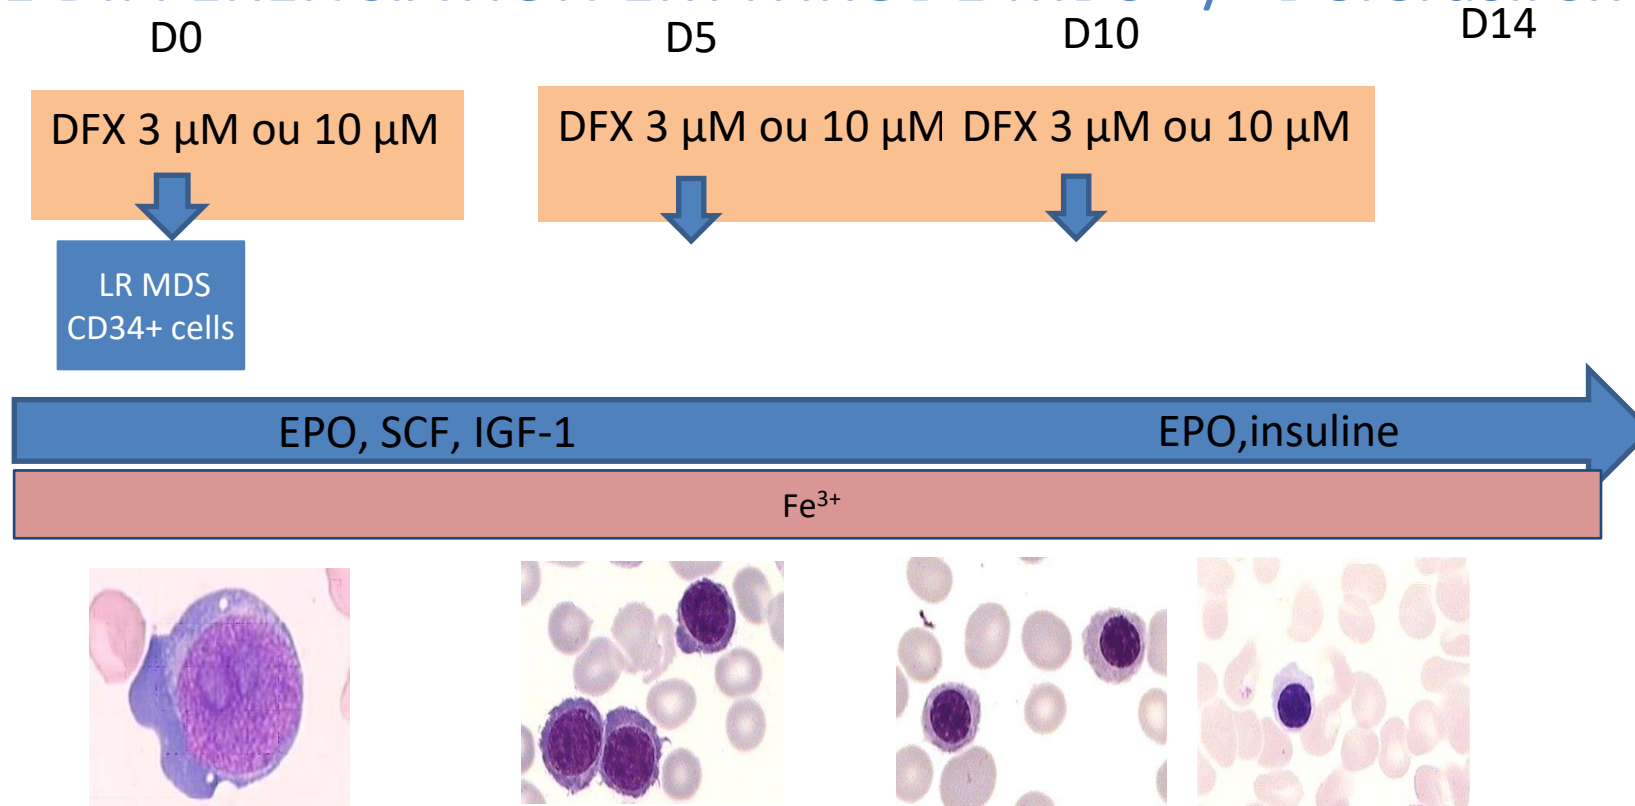 D0
D5
D10
D14
DFX 3 µM ou 10 µM
DFX 3 µM ou 10 µM
DFX 3 µM ou 10 µM
LR MDS
CD34+ cells
EPO, SCF, IGF-1
EPO,insuline
Fe³⁺